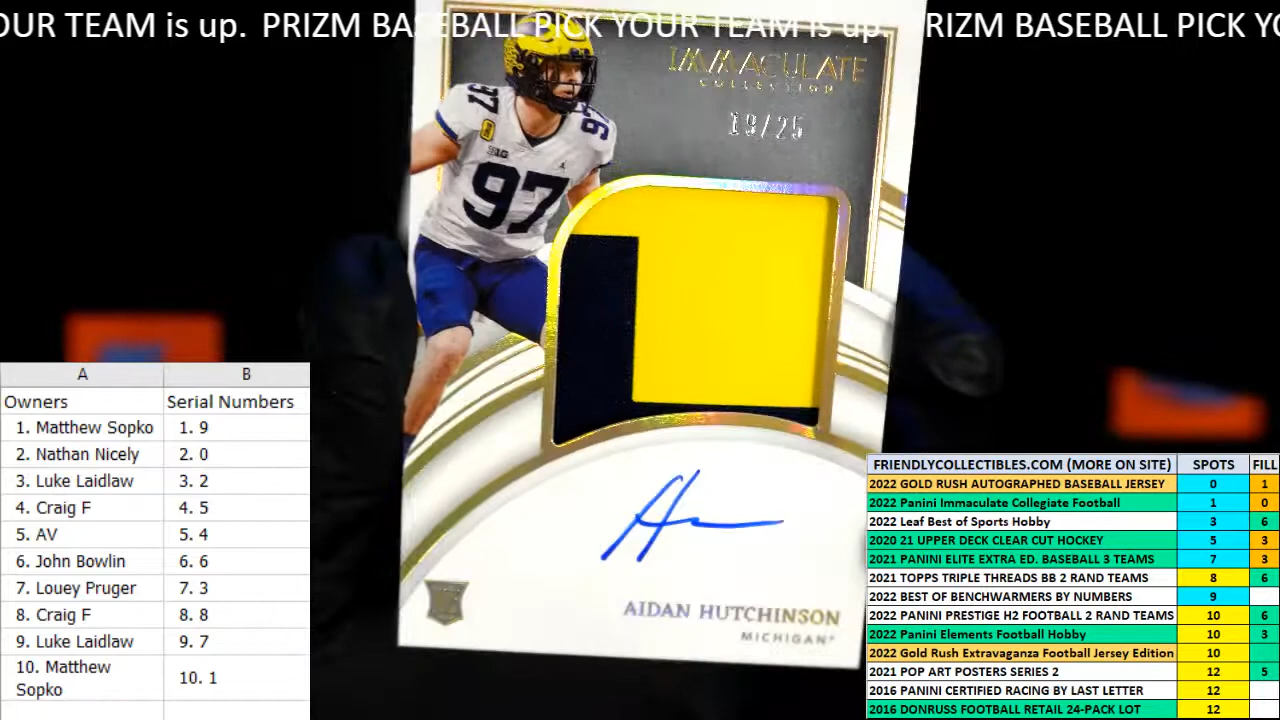 OUR TEAM is up.  PRIZM BASEBALL PICK YOUR TEAM is up.  PRIZM BASEBALL PICK YO
IMMACULATE
COLLECTION
19/25
97
97
B1G
97
AIDAN HUTCHINSON
MICHIGAN
A B
Owners Serial Numbers
1. Matthew Sopko 1. 9
2. Nathan Nicely 2. 0
3. Luke Laidlaw 3. 2
4. Craig F 4. 5
5. AV 5. 4
6. John Bowlin 6. 6
7. Louey Pruger 7. 3
8. Craig F 8. 8
9. Luke Laidlaw 9. 7
10. Matthew
Sopko 10. 1
FRIENDLYCOLLECTIBLES.COM (MORE ON SITE) SPOTS FILL
2022 GOLD RUSH AUTOGRAPHED BASEBALL JERSEY 0 1
2022 Panini Immaculate Collegiate Football 1 0
2022 Leaf Best of Sports Hobby 3 6
2020 21 UPPER DECK CLEAR CUT HOCKEY 5 3
2021 PANINI ELITE EXTRA ED. BASEBALL 3 TEAMS 7 3
2021 TOPPS TRIPLE THREADS BB 2 RAND TEAMS 8 6
2022 BEST OF BENCHWARMERS BY NUMBERS 9
2022 PANINI PRESTIGE H2 FOOTBALL 2 RAND TEAMS 10 6
2022 Panini Elements Football Hobby 10 3
2022 Gold Rush Extravaganza Football Jersey Edition 10
2021 POP ART POSTERS SERIES 2 12 5
2016 PANINI CERTIFIED RACING BY LAST LETTER 12
2016 DONRUSS FOOTBALL RETAIL 24-PACK LOT 12